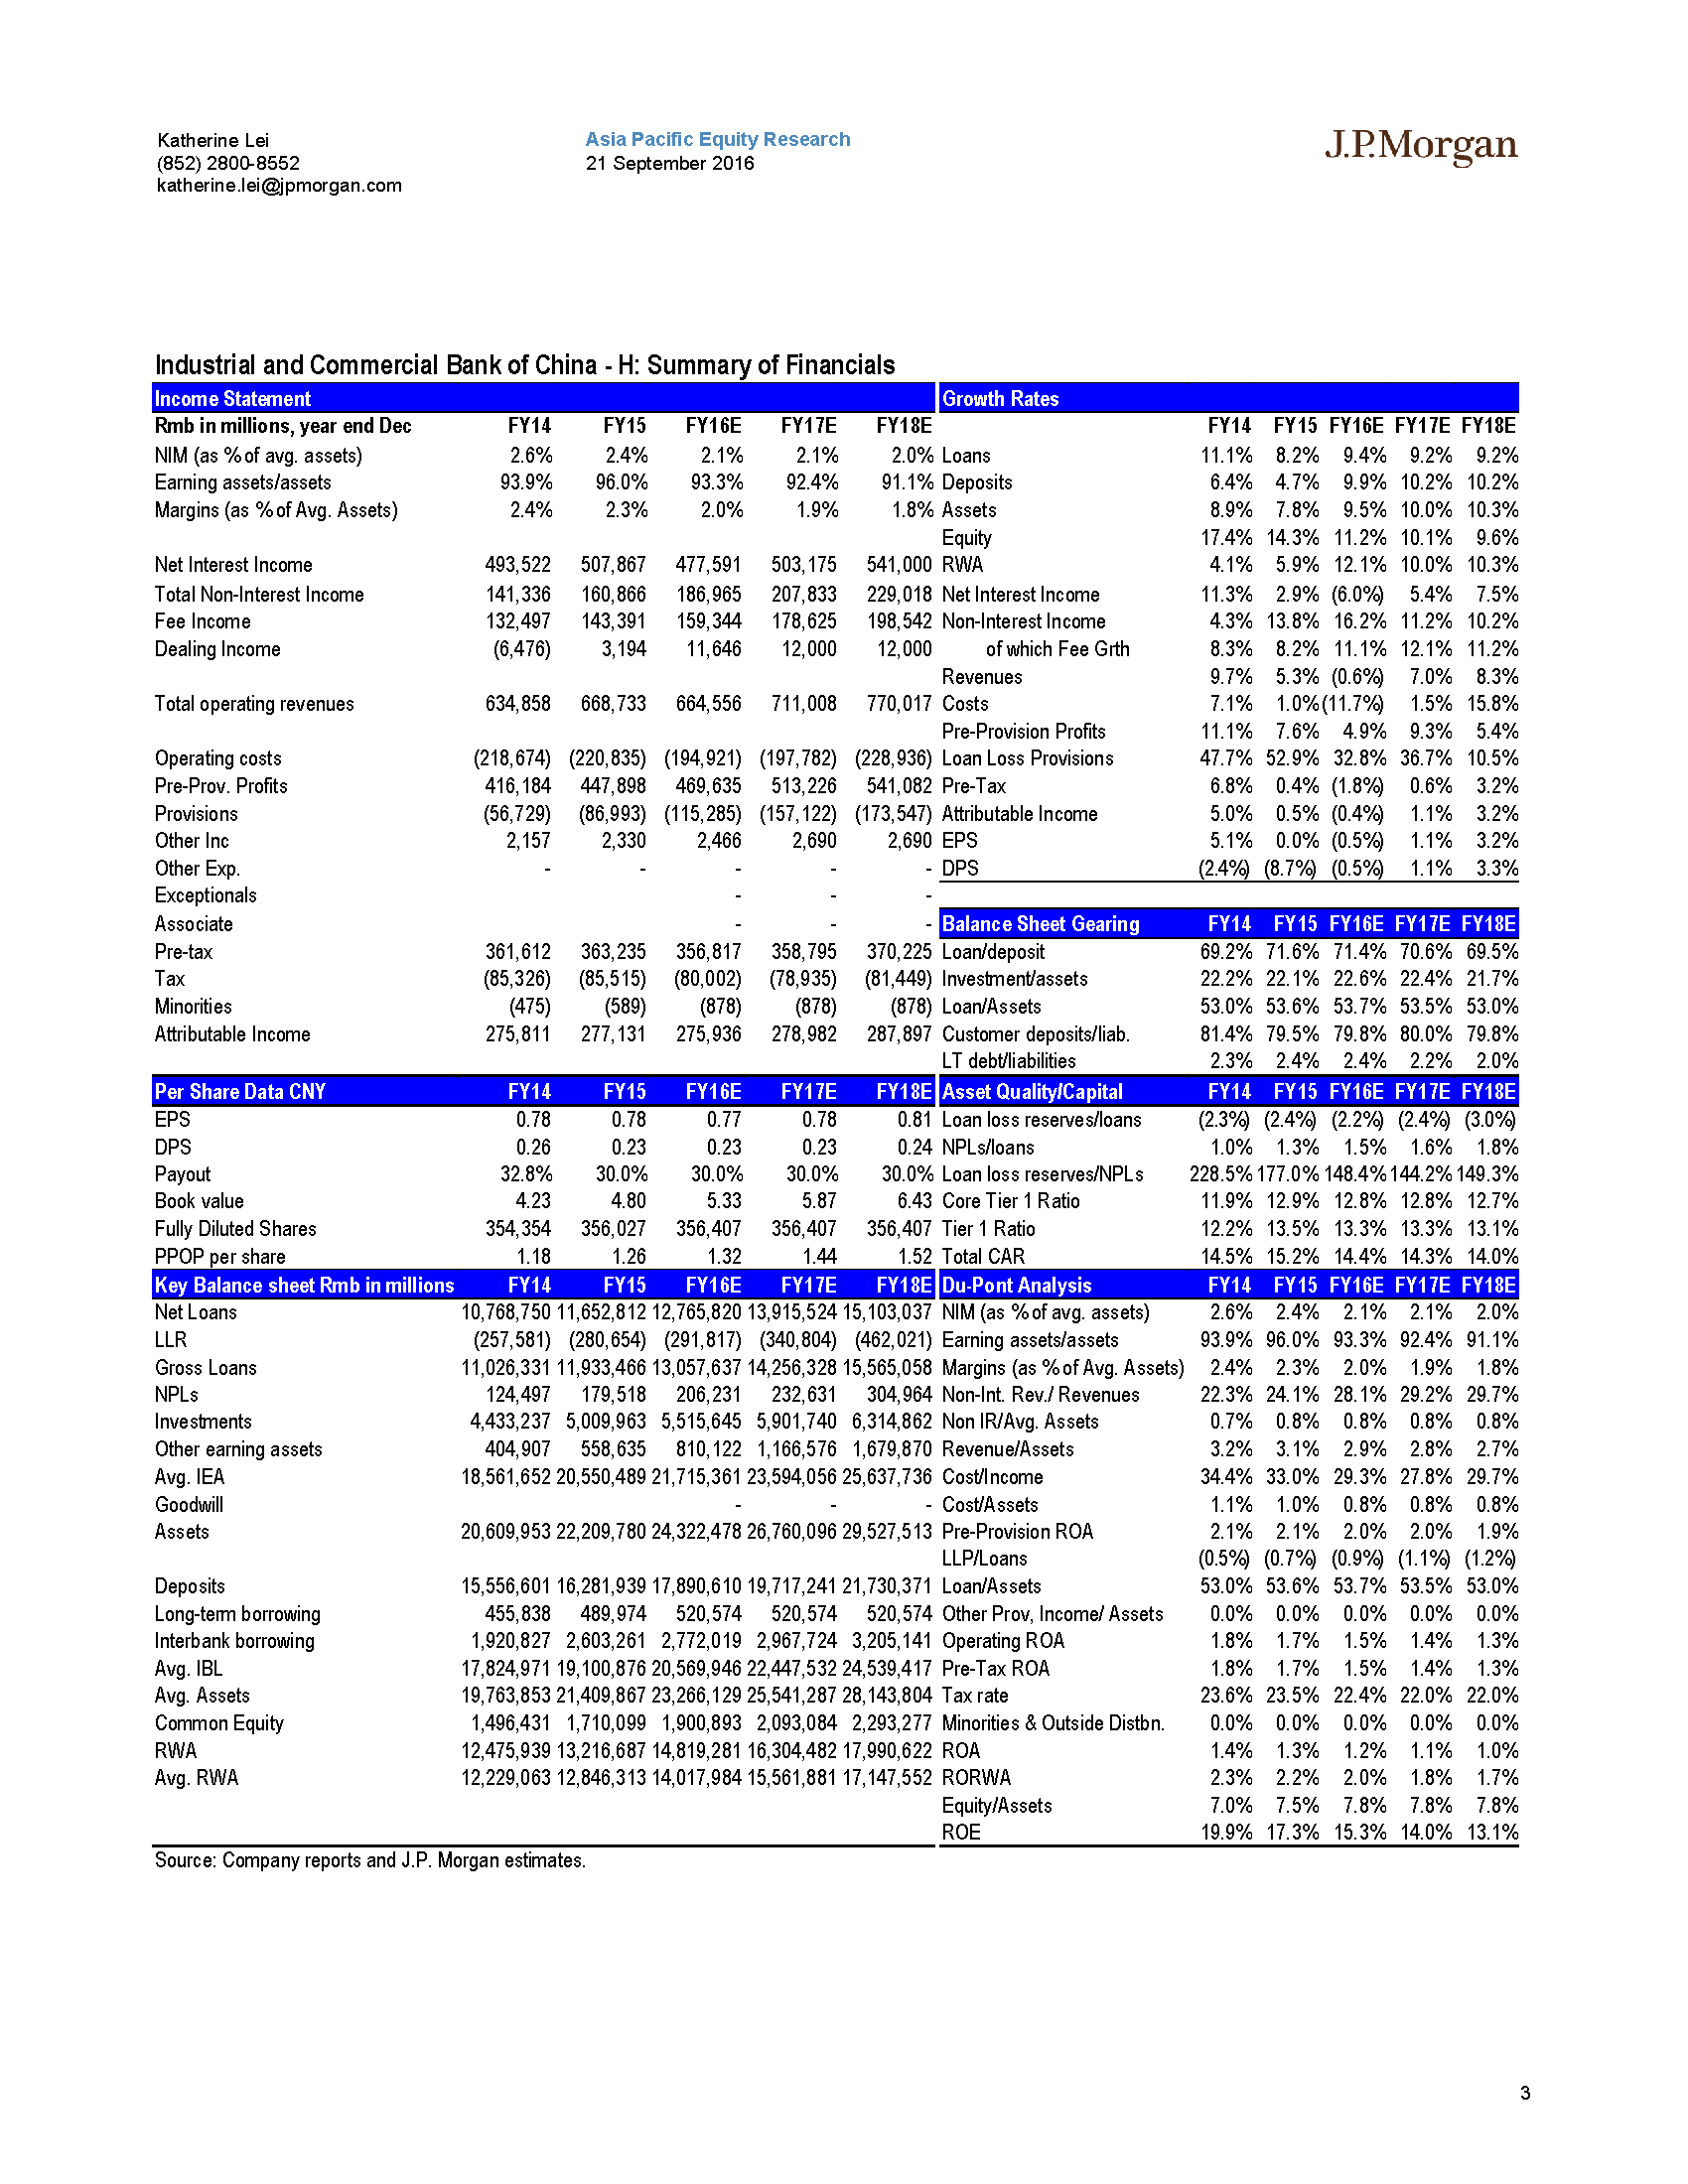 Katherine Lei
(852) 2800-8552
katherine.lei@jpmorgan.com
Asia Pacific Equity Research
21 September 2016
J.P.Morgan
Industrial and Commercial Bank of China - H: Summary of Financials
Income Statement
Rmb in millions, year end Dec FY14 FY15 FY16E FY17E FY18E
NIM (as % of avg. assets) 2.6% 2.4% 2.1% 2.1% 2.0%
Earning assets/assets 93.9% 96.0% 93.3% 92.4% 91.1%
Margins (as % of Avg. Assets) 2.4% 2.3% 2.0% 1.9% 1.8%
Net Interest Income 493,522 507,867 477,591 503,175 541,000
Total Non-Interest Income 141,336 160,866 186,965 207,833 229,018
Fee Income 132,497 143,391 159,344 178,625 198,542
Dealing Income (6,476) 3,194 11,646 12,000 12,000
Total operating revenues 634,858 668,733 664,556 711,008 770,017
Operating costs (218,674) (220,835) (194,921) (197,782) (228,936)
Pre-Prov. Profits 416,184 447,898 469,635 513,226 541,082
Provisions (56,729) (86,993) (115,285) (157,122) (173,547)
Other Inc 2,157 2,330 2,466 2,690 2,690
Other Exp. - - - - -
Exceptionals - - -
Associate - - -
Pre-tax 361,612 363,235 356,817 358,795 370,225
Tax (85,326) (85,515) (80,002) (78,935) (81,449)
Minorities (475) (589) (878) (878) (878)
Attributable Income 275,811 277,131 275,936 278,982 287,897
Per Share Data CNY FY14 FY15 FY16E FY17E FY18E
EPS 0.78 0.78 0.77 0.78 0.81
DPS 0.26 0.23 0.23 0.23 0.24
Payout 32.8% 30.0% 30.0% 30.0% 30.0%
Book value 4.23 4.80 5.33 5.87 6.43
Fully Diluted Shares 354,354 356,027 356,407 356,407 356,407
PPOP per share 1.18 1.26 1.32 1.44 1.52
Key Balance sheet Rmb in millions FY14 FY15 FY16E FY17E FY18E
Net Loans 10,768,750 11,652,812 12,765,820 13,915,524 15,103,037
LLR (257,581) (280,654) (291,817) (340,804) (462,021)
Gross Loans 11,026,331 11,933,466 13,057,637 14,256,328 15,565,058
NPLs 124,497 179,518 206,231 232,631 304,964
Investments 4,433,237 5,009,963 5,515,645 5,901,740 6,314,862
Other earning assets 404,907 558,635 810,122 1,166,576 1,679,870
Avg. IEA 18,561,652 20,550,489 21,715,361 23,594,056 25,637,736
Goodwill - - -
Assets 20,609,953 22,209,780 24,322,478 26,760,096 29,527,513
Deposits 15,556,601 16,281,939 17,890,610 19,717,241 21,730,371
Long-term borrowing 455,838 489,974 520,574 520,574 520,574
Interbank borrowing 1,920,827 2,603,261 2,772,019 2,967,724 3,205,141
Avg. IBL 17,824,971 19,100,876 20,569,946 22,447,532 24,539,417
Avg. Assets 19,763,853 21,409,867 23,266,129 25,541,287 28,143,804
Common Equity 1,496,431 1,710,099 1,900,893 2,093,084 2,293,277
RWA 12,475,939 13,216,687 14,819,281 16,304,482 17,990,622
Avg. RWA 12,229,063 12,846,313 14,017,984 15,561,881 17,147,552
Growth Rates
FY14 FY15 FY16E FY17E FY18E
Loans 11.1% 8.2% 9.4% 9.2% 9.2%
Deposits 6.4% 4.7% 9.9% 10.2% 10.2%
Assets 8.9% 7.8% 9.5% 10.0% 10.3%
Equity 17.4% 14.3% 11.2% 10.1% 9.6%
RWA 4.1% 5.9% 12.1% 10.0% 10.3%
Net Interest Income 11.3% 2.9% (6.0%) 5.4% 7.5%
Non-Interest Income 4.3% 13.8% 16.2% 11.2% 10.2%
of which Fee Grth 8.3% 8.2% 11.1% 12.1% 11.2%
Revenues 9.7% 5.3% (0.6%) 7.0% 8.3%
Costs 7.1% 1.0% (11.7%) 1.5% 15.8%
Pre-Provision Profits 11.1% 7.6% 4.9% 9.3% 5.4%
Loan Loss Provisions 47.7% 52.9% 32.8% 36.7% 10.5%
Pre-Tax 6.8% 0.4% (1.8%) 0.6% 3.2%
Attributable Income 5.0% 0.5% (0.4%) 1.1% 3.2%
EPS 5.1% 0.0% (0.5%) 1.1% 3.2%
DPS (2.4%) (8.7%) (0.5%) 1.1% 3.3%
Balance Sheet Gearing FY14 FY15 FY16E FY17E FY18E
Loan/deposit 69.2% 71.6% 71.4% 70.6% 69.5%
Investment/assets 22.2% 22.1% 22.6% 22.4% 21.7%
Loan/Assets 53.0% 53.6% 53.7% 53.5% 53.0%
Customer deposits/liab. 81.4% 79.5% 79.8% 80.0% 79.8%
LT debt/liabilities 2.3% 2.4% 2.4% 2.2% 2.0%
Asset Quality/Capital FY14 FY15 FY16E FY17E FY18E
Loan loss reserves/loans (2.3%) (2.4%) (2.2%) (2.4%) (3.0%)
NPLs/loans 1.0% 1.3% 1.5% 1.6% 1.8%
Loan loss reserves/NPLs 228.5% 177.0% 148.4% 144.2% 149.3%
Core Tier 1 Ratio 11.9% 12.9% 12.8% 12.8% 12.7%
Tier 1 Ratio 12.2% 13.5% 13.3% 13.3% 13.1%
Total CAR 14.5% 15.2% 14.4% 14.3% 14.0%
Du-Pont Analysis FY14 FY15 FY16E FY17E FY18E
NIM (as % of avg. assets) 2.6% 2.4% 2.1% 2.1% 2.0%
Earning assets/assets 93.9% 96.0% 93.3% 92.4% 91.1%
Margins (as % of Avg. Assets) 2.4% 2.3% 2.0% 1.9% 1.8%
Non-Int. Rev./ Revenues 22.3% 24.1% 28.1% 29.2% 29.7%
Non IR/Avg. Assets 0.7% 0.8% 0.8% 0.8% 0.8%
Revenue/Assets 3.2% 3.1% 2.9% 2.8% 2.7%
Cost/Income 34.4% 33.0% 29.3% 27.8% 29.7%
Cost/Assets 1.1% 1.0% 0.8% 0.8% 0.8%
Pre-Provision ROA 2.1% 2.1% 2.0% 2.0% 1.9%
LLP/Loans (0.5%) (0.7%) (0.9%) (1.1%) (1.2%)
Loan/Assets 53.0% 53.6% 53.7% 53.5% 53.0%
Other Prov, Income/ Assets 0.0% 0.0% 0.0% 0.0% 0.0%
Operating ROA 1.8% 1.7% 1.5% 1.4% 1.3%
Pre-Tax ROA 1.8% 1.7% 1.5% 1.4% 1.3%
Tax rate 23.6% 23.5% 22.4% 22.0% 22.0%
Minorities & Outside Distbn. 0.0% 0.0% 0.0% 0.0% 0.0%
ROA 1.4% 1.3% 1.2% 1.1% 1.0%
RORWA 2.3% 2.2% 2.0% 1.8% 1.7%
Equity/Assets 7.0% 7.5% 7.8% 7.8% 7.8%
ROE 19.9% 17.3% 15.3% 14.0% 13.1%
Source: Company reports and J.P. Morgan estimates.
3